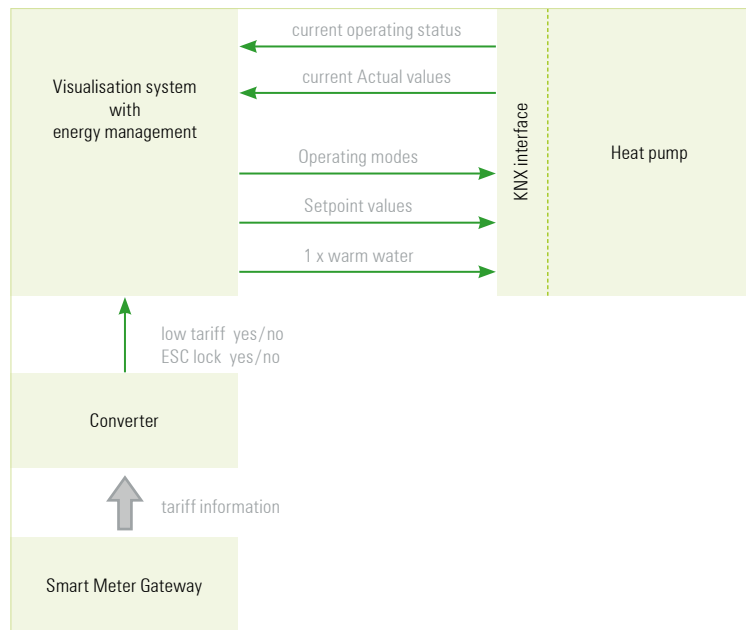 current operating status
current Actual values
Visualisation system
with
energy management
Operating modes
Setpoint values
1 x warm water
KNX interface
Heat pump
low tariff yes/no
ESC lock yes/no
Converter
tariff information
Smart Meter Gateway